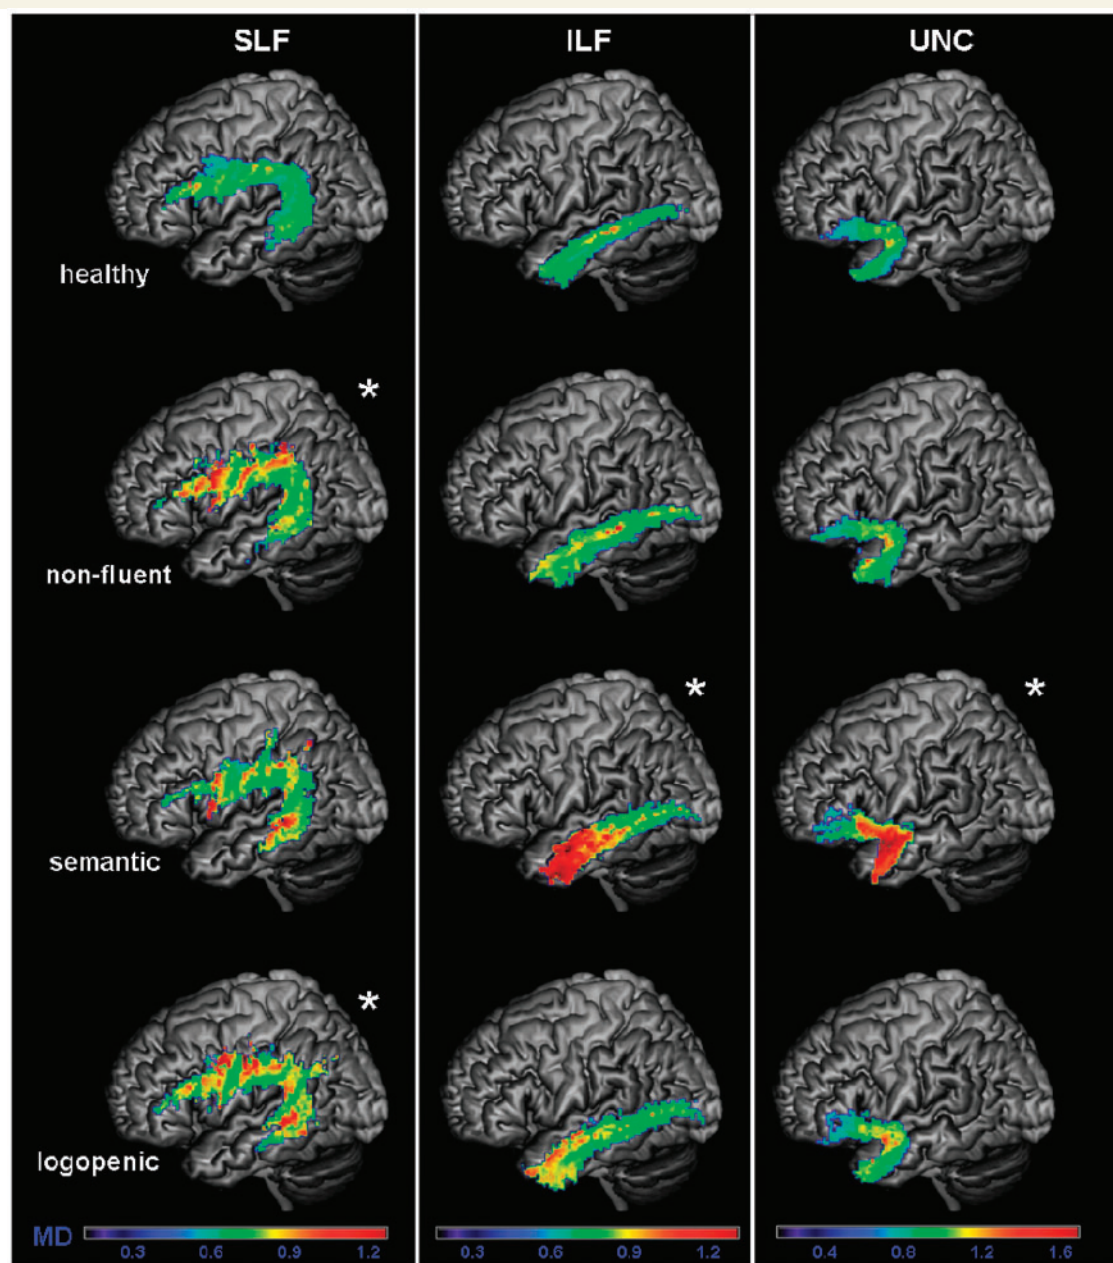 SLF ILF UNC
healthy
*
non-fluent
* *
semantic
*
logopenic
MD 0.3 0.6 0.9 1.2 0.3 0.6 0.9 1.2 0.4 0.8 1.2 1.6